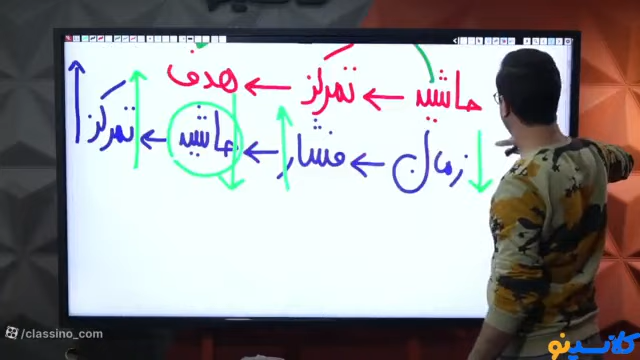 حاشیه ← تمرکز ← هدف
زمان ← فشار ← حاشیه ← تمرکز
/classino_com
کلاسینو